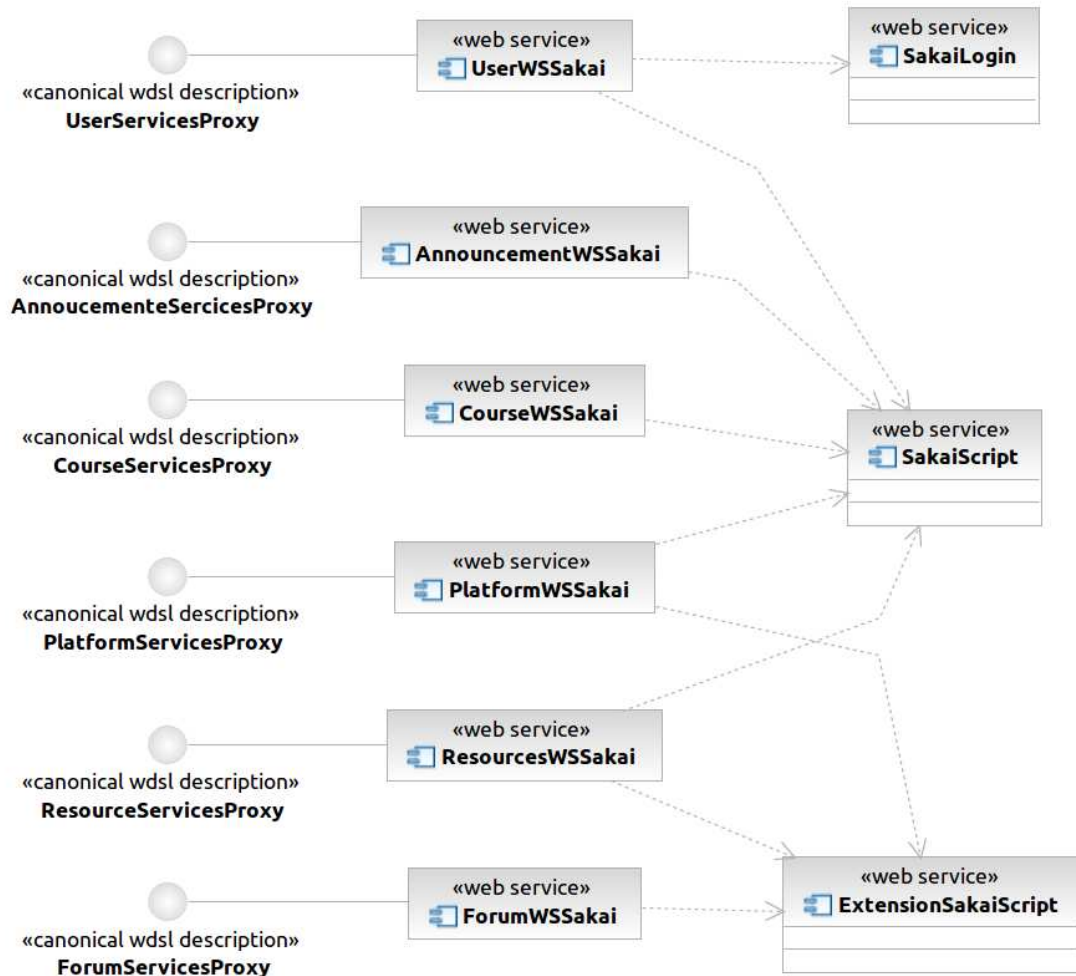 «web service»
UserWSSakai
«web service»
SakaiLogin
«canonical wdsl description»
UserServicesProxy
«web service»
AnnouncementWSSakai
«canonical wdsl description»
AnnoucementeSercicesProxy
«web service»
CourseWSSakai
«canonical wdsl description»
CourseServicesProxy
«web service»
SakaiScript
«web service»
PlatformWSSakai
«canonical wdsl description»
PlatformServicesProxy
«web service»
ResourcesWSSakai
«canonical wdsl description»
ResourceServicesProxy
«web service»
ForumWSSakai
«web service»
ExtensionSakaiScript
«canonical wdsl description»
ForumServicesProxy